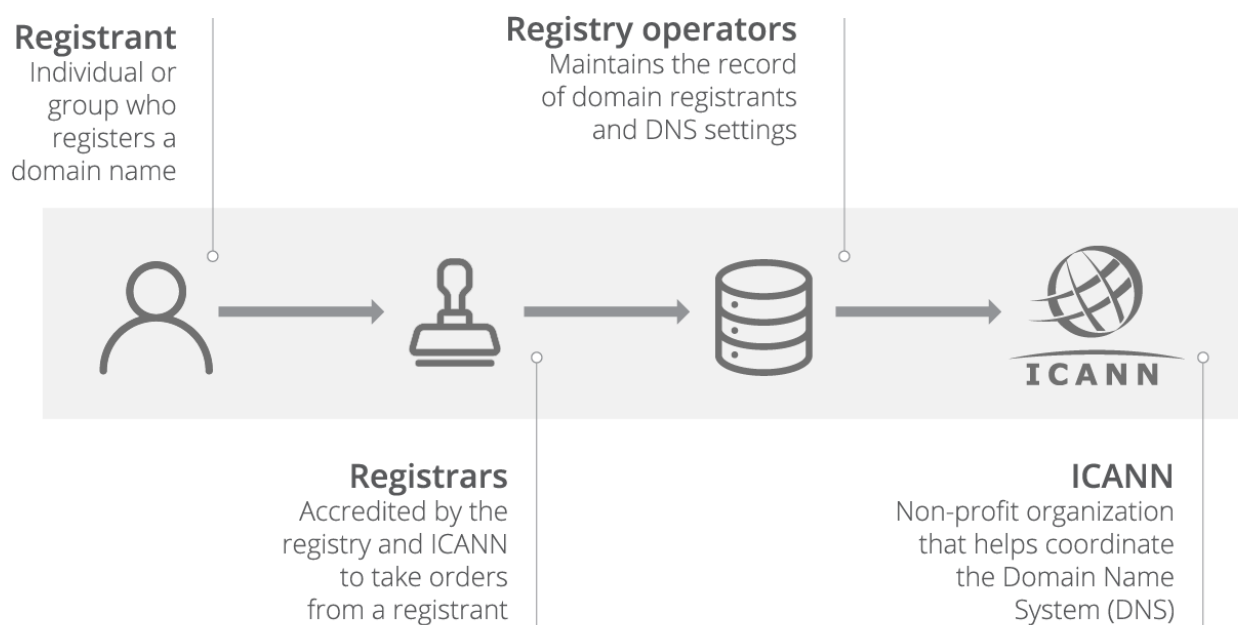 Registrant
Individual or
group who
registers a
domain name
Registry operators
Maintains the record
of domain registrants
and DNS settings
ICANN
Registrars
Accredited by the
registry and ICANN
to take orders
from a registrant
ICANN
Non-profit organization
that helps coordinate
the Domain Name
System (DNS)